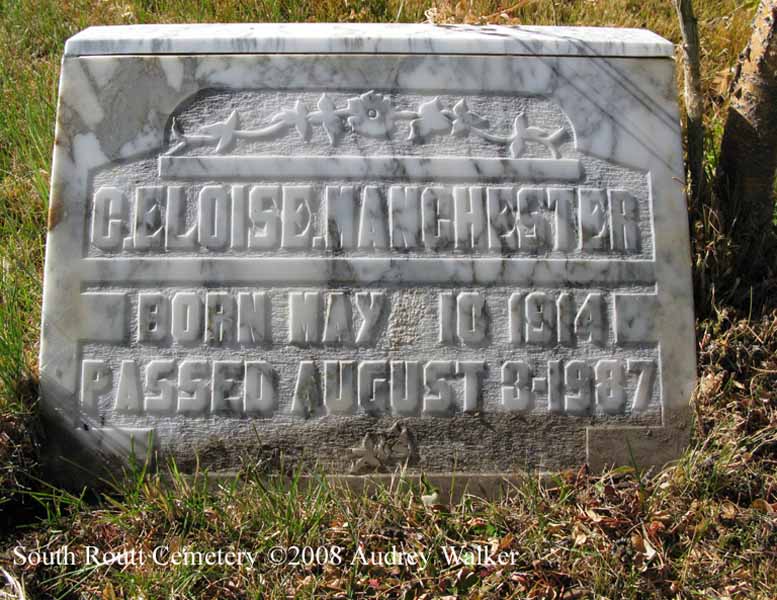 C.ELOISE.MANCHESTER
BORN MAY 10 1914
PASSED AUGUST 3-1987
South Routt Cemetery ©2008 Audrey Walker